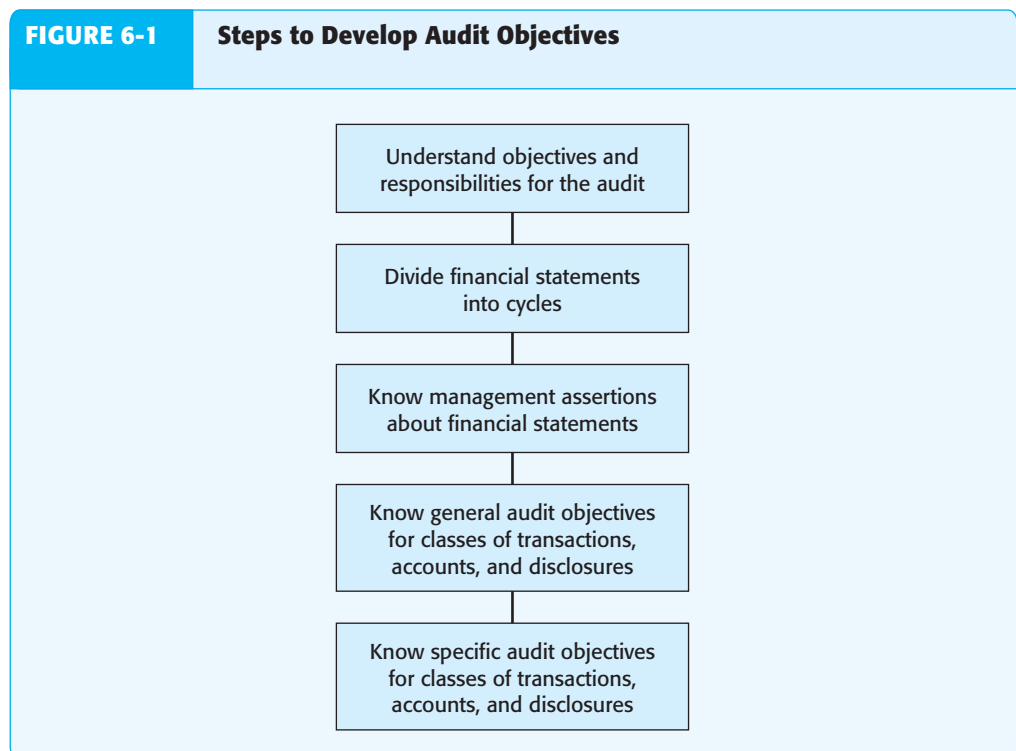 FIGURE 6-1
Steps to Develop Audit Objectives
Understand objectives and
responsibilities for the audit
Divide financial statements
into cycles
Know management assertions
about financial statements
Know general audit objectives
for classes of transactions,
accounts, and disclosures
Know specific audit objectives
for classes of transactions,
accounts, and disclosures